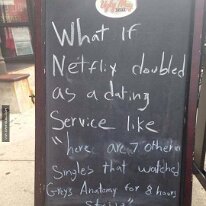 What If
Netflix doubled
as a dating
Service like
"here are 7 other
Singles that watched
Greys Anatomy for 8 hours